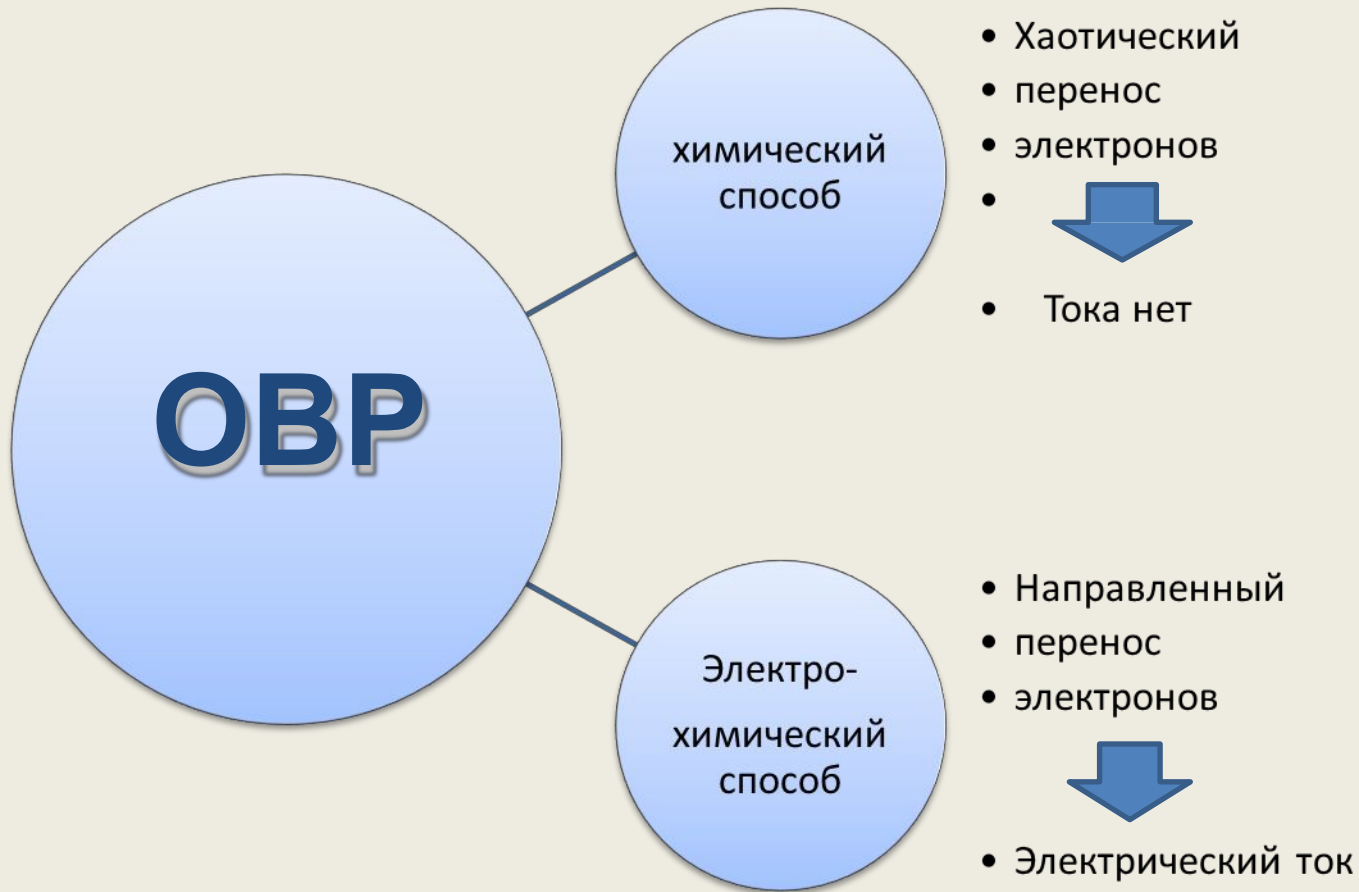 ОВР
химический
способ
• Хаотический
• перенос
• электронов
•
• Тока нет
Электро-
химический
способ
• Направленный
• перенос
• электронов
• Электрический ток